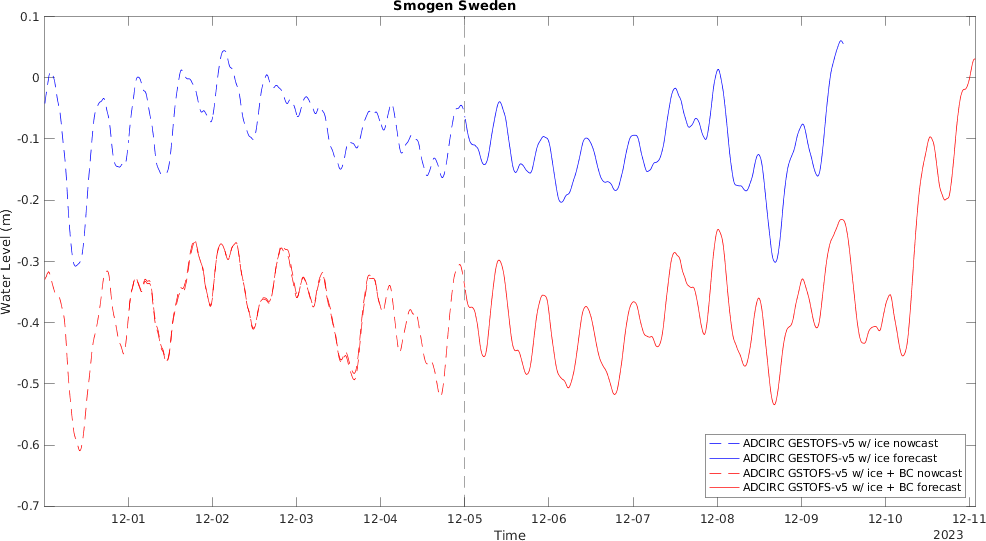 Smogen Sweden
0.1
0
-0.1
-0.2
-0.3
-0.4
-0.5
-0.6
-0.7
Water Level (m)
ADCIRC GESTOFS-v5 w/ ice nowcast
ADCIRC GESTOFS-v5 w/ ice forecast
ADCIRC GSTOFS-v5 w/ ice + BC nowcast
ADCIRC GSTOFS-v5 w/ ice + BC forecast
12-01 12-02 12-03 12-04 12-05 12-06 12-07 12-08 12-09 12-10 12-11
Time
2023